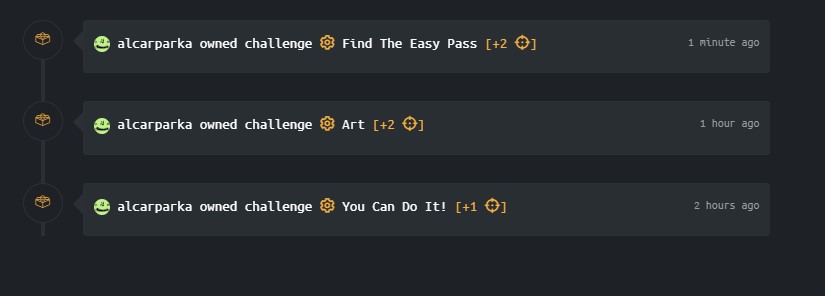 alcarparka owned challenge Find The Easy Pass [+2 ] 1 minute ago
alcarparka owned challenge Art [+2 ] 1 hour ago
alcarparka owned challenge You Can Do It! [+1 ] 2 hours ago